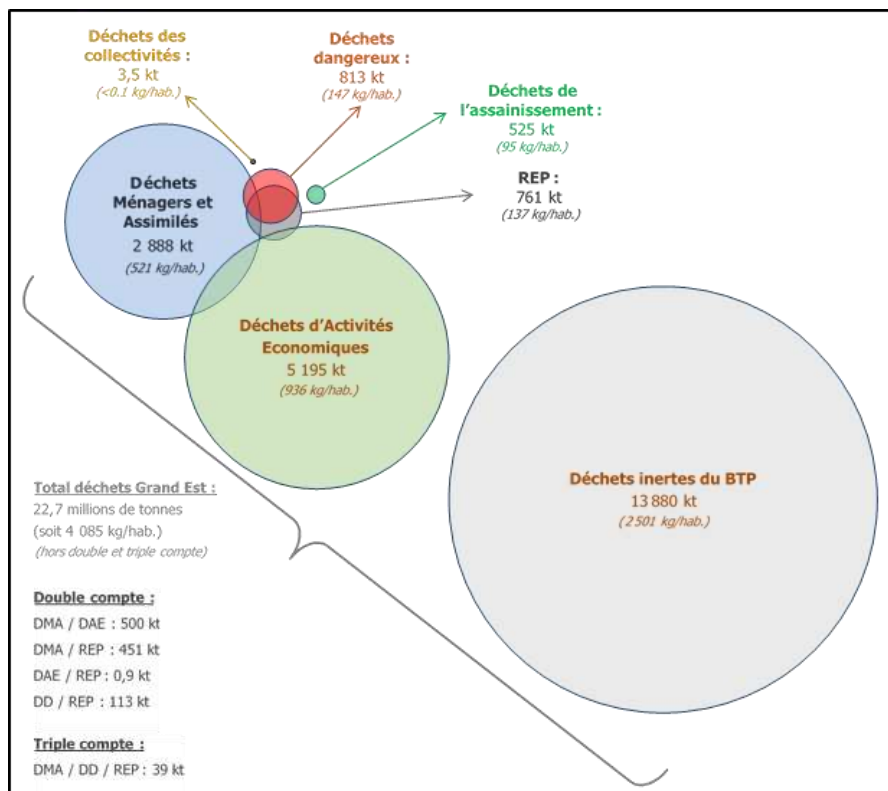 Déchets des
collectivités :
3,5 kt
(<0.1 kg/hab.)
Déchets
dangereux :
813 kt
(147 kg/hab.)
Déchets de
l'assainissement :
525 kt
(95 kg/hab.)
REP :
761 kt
(137 kg/hab.)
Déchets
Ménagers et
Assimilés
2 888 kt
(521 kg/hab.)
Déchets d'Activités
Economiques
5 195 kt
(936 kg/hab.)
Déchets inertes du BTP
13 880 kt
(2 501 kg/hab.)
Total déchets Grand Est :
22,7 millions de tonnes
(soit 4 085 kg/hab.)
(hors double et triple compte)
Double compte :
DMA / DAE : 500 kt
DMA / REP : 451 kt
DAE / REP : 0,9 kt
DD / REP : 113 kt
Triple compte :
DMA / DD / REP : 39 kt